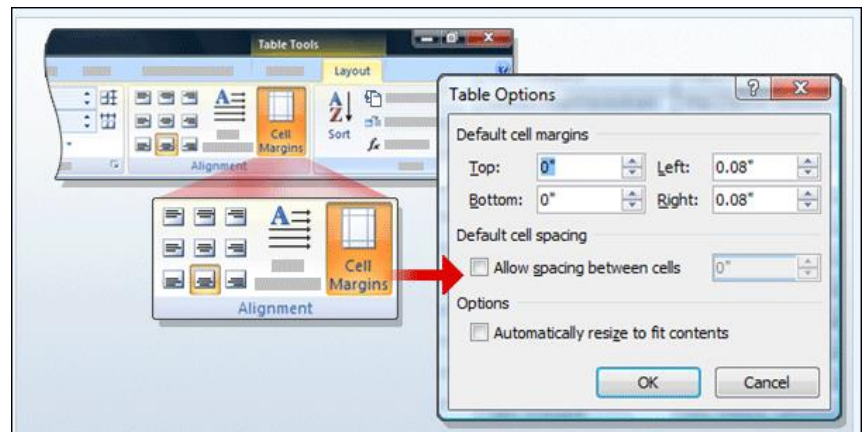 Table Tools
Layout
Cell
Margins
Sort
Alignment
Cell
Margins
Alignment
Table Options
Default cell margins
Top: 0" Left: 0.08"
Bottom: 0" Right: 0.08"
Default cell spacing
Allow spacing between cells 0"
Options
Automatically resize to fit contents
OK Cancel